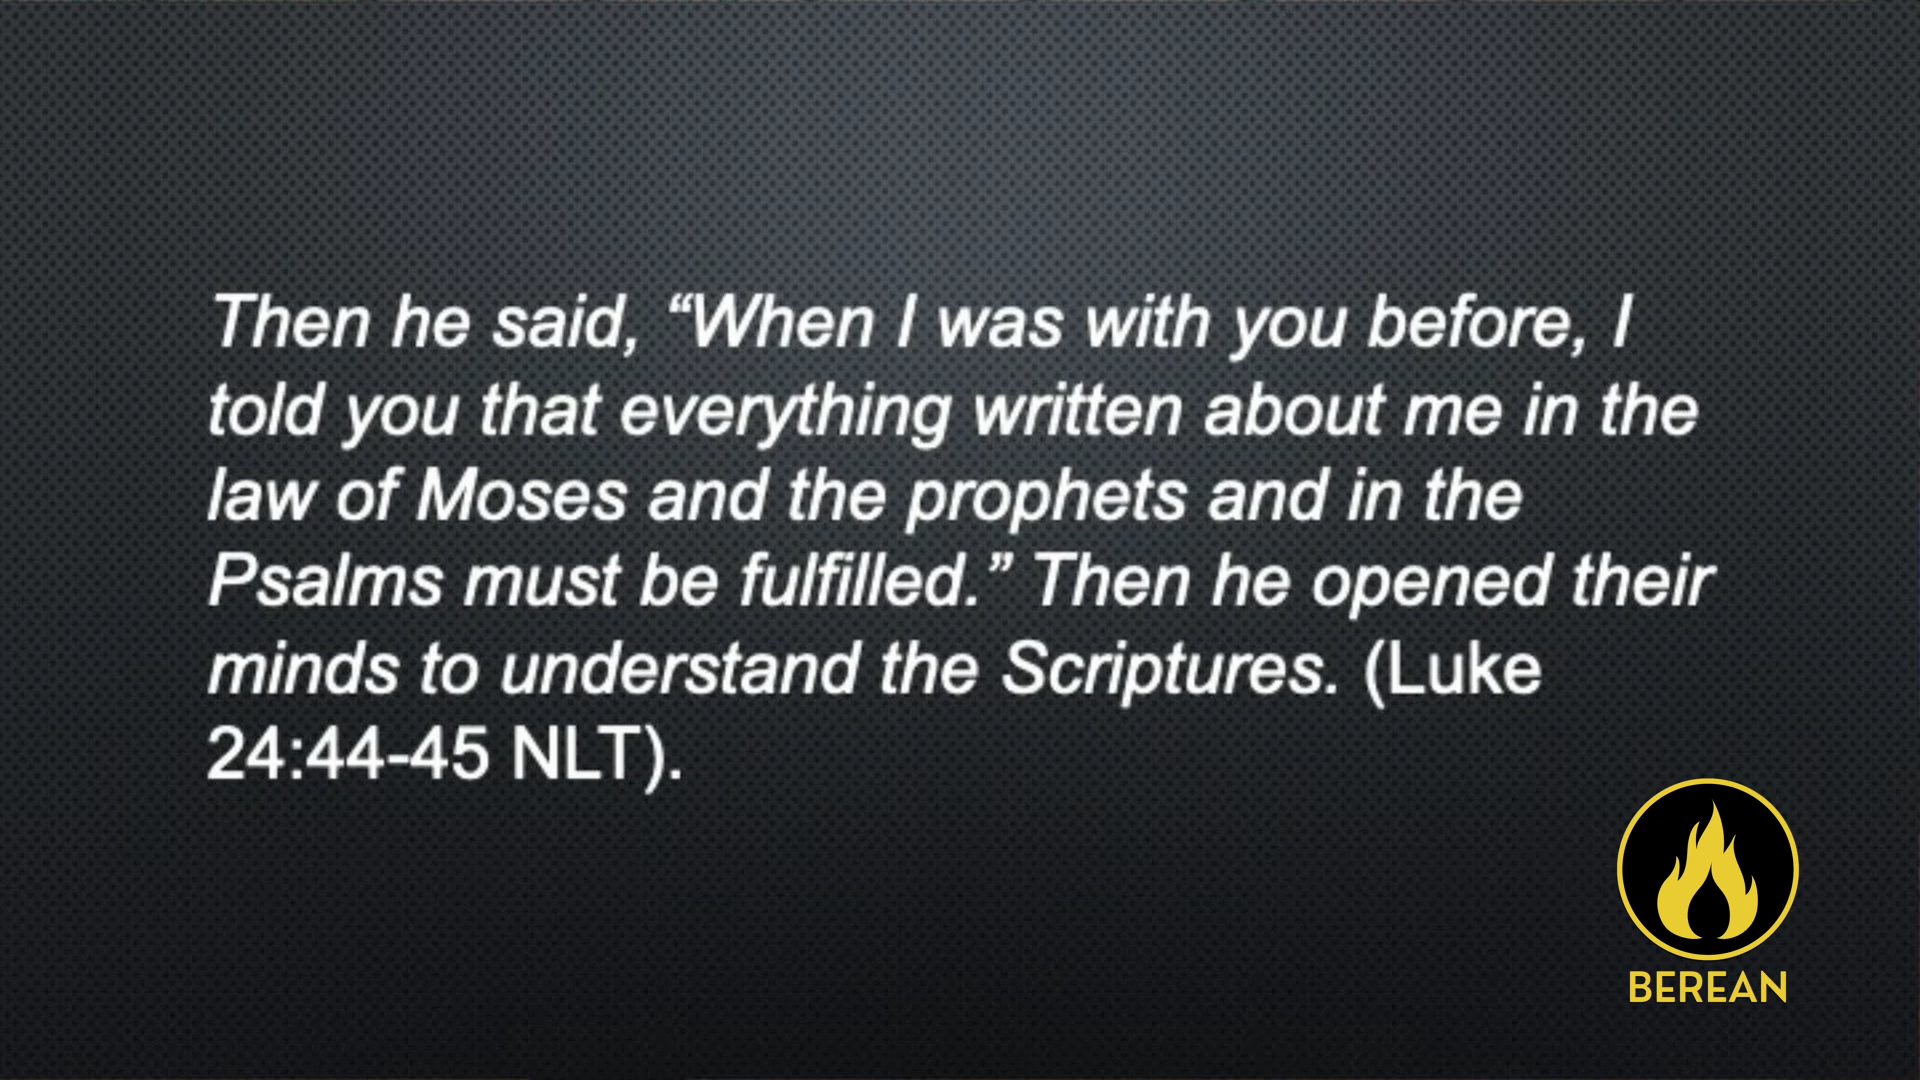 Then he said, “When I was with you before, I
told you that everything written about me in the
law of Moses and the prophets and in the
Psalms must be fulfilled.” Then he opened their
minds to understand the Scriptures. (Luke
24:44-45 NLT).
BEREAN